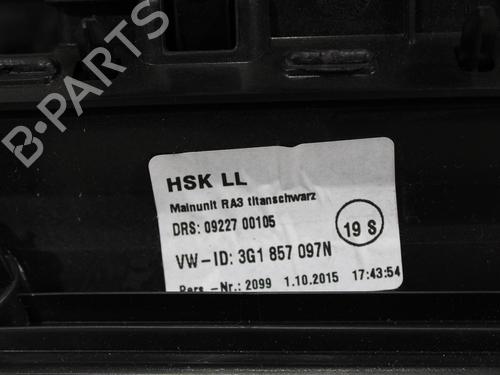 B-PARTS
HSK LL
Mainunit RA3 titanschwarz
DRS: 09227 00105
19 S
VW-ID: 3G1 857 097N
Pers.-Nr.: 2099 1.10.2015 17:43:54
B-PARTS